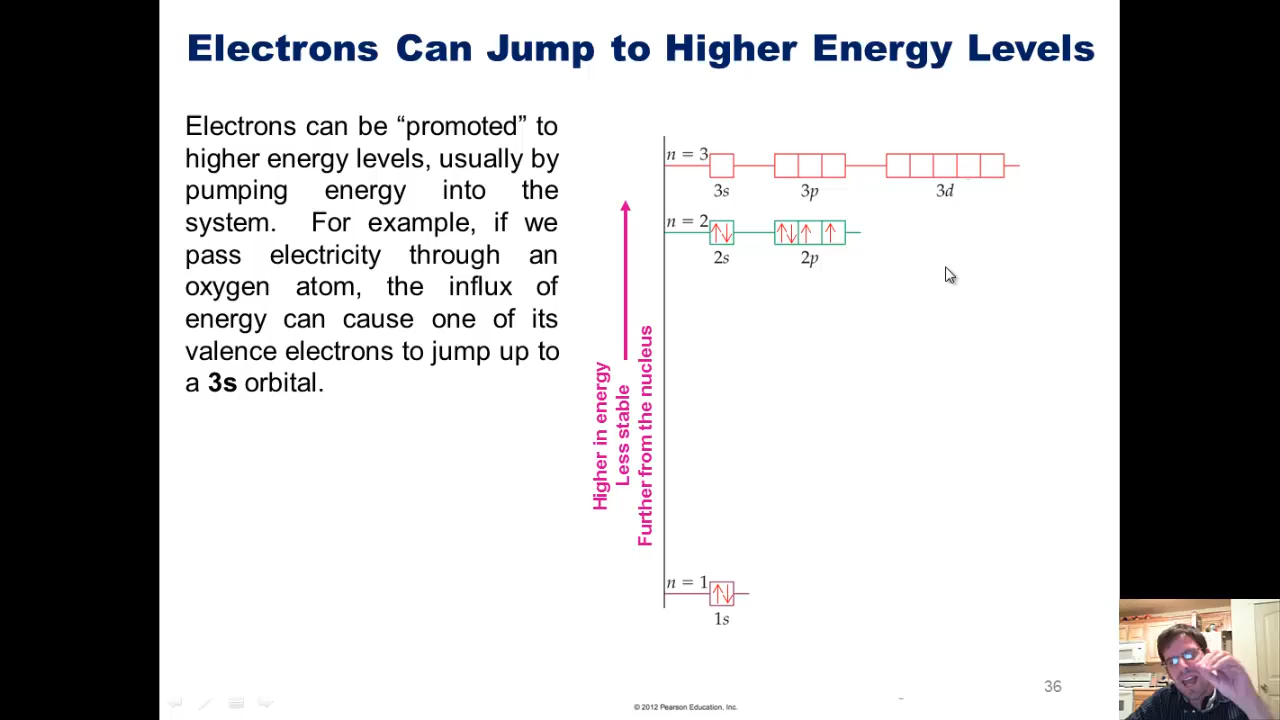 Electrons Can Jump to Higher Energy Levels
Electrons can be “promoted” to
higher energy levels, usually by
pumping energy into the
system. For example, if we
pass electricity through an
oxygen atom, the influx of
energy can cause one of its
valence electrons to jump up to
a 3s orbital.
Higher in energy
Less stable
Further from the nucleus
n = 3
3s 3p 3d
n = 2
2s 2p
n = 1
1s
36
© 2012 Pearson Education, Inc.